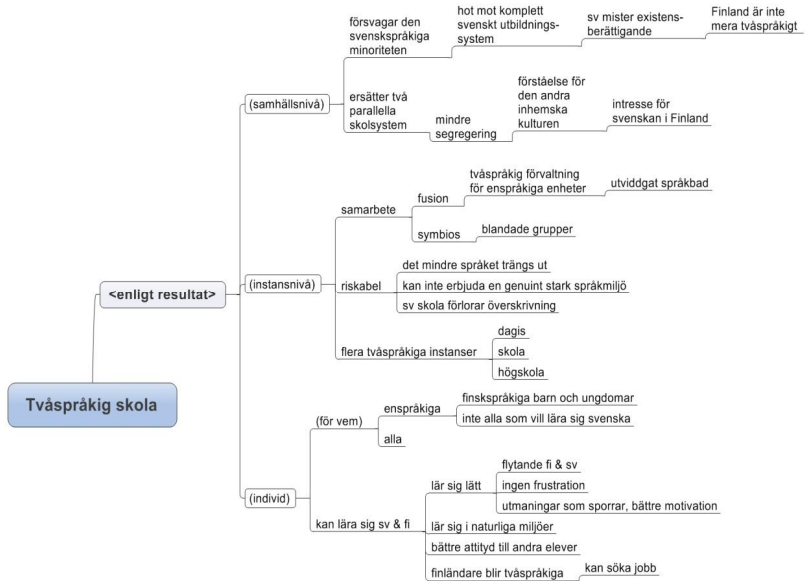 försvagar den
svenskspråkiga
minoriteten
hot mot komplett
svenskt utbildnings-
system
sv mister existens-
berättigande
Finland är inte
mera tvåspråkigt
(samhällsnivå)
ersätter två
parallella
skolsystem
mindre
segregering
förståelse för
den andra
inhemska
kulturen
intresse för
svenskan i Finland
samarbete
fusion
tvåspråkig förvaltning
för enspråkiga enheter
utviddgat språkbad
symbios
blandade grupper
<enligt resultat>
(instansnivå)
riskabel
det mindre språket trängs ut
kan inte erbjuda en genuint stark språkmiljö
sv skola förlorar överskrivning
flera tvåspråkiga instanser
dagis
skola
högskola
Tvåspråkig skola
(för vem)
enspråkiga
finskspråkiga barn och ungdomar
inte alla som vill lära sig svenska
alla
(individ)
kan lära sig sv & fi
lär sig lätt
flytande fi & sv
ingen frustration
utmaningar som sporrar, bättre motivation
lär sig i naturliga miljöer
bättre attityd till andra elever
finländare blir tvåspråkiga
kan söka jobb